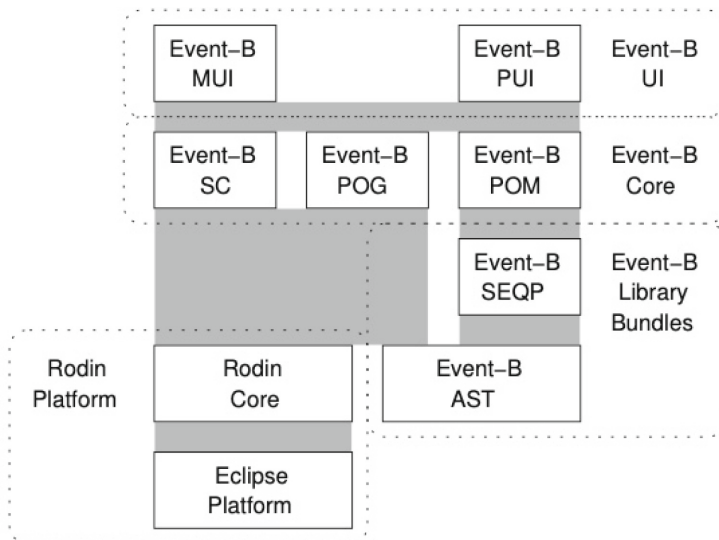 Event-B
MUI
Event-B
PUI
Event-B
UI
Event-B
SC
Event-B
POG
Event-B
POM
Event-B
Core
Event-B
SEQP
Event-B
Library
Bundles
Rodin
Platform
Rodin
Core
Event-B
AST
Eclipse
Platform